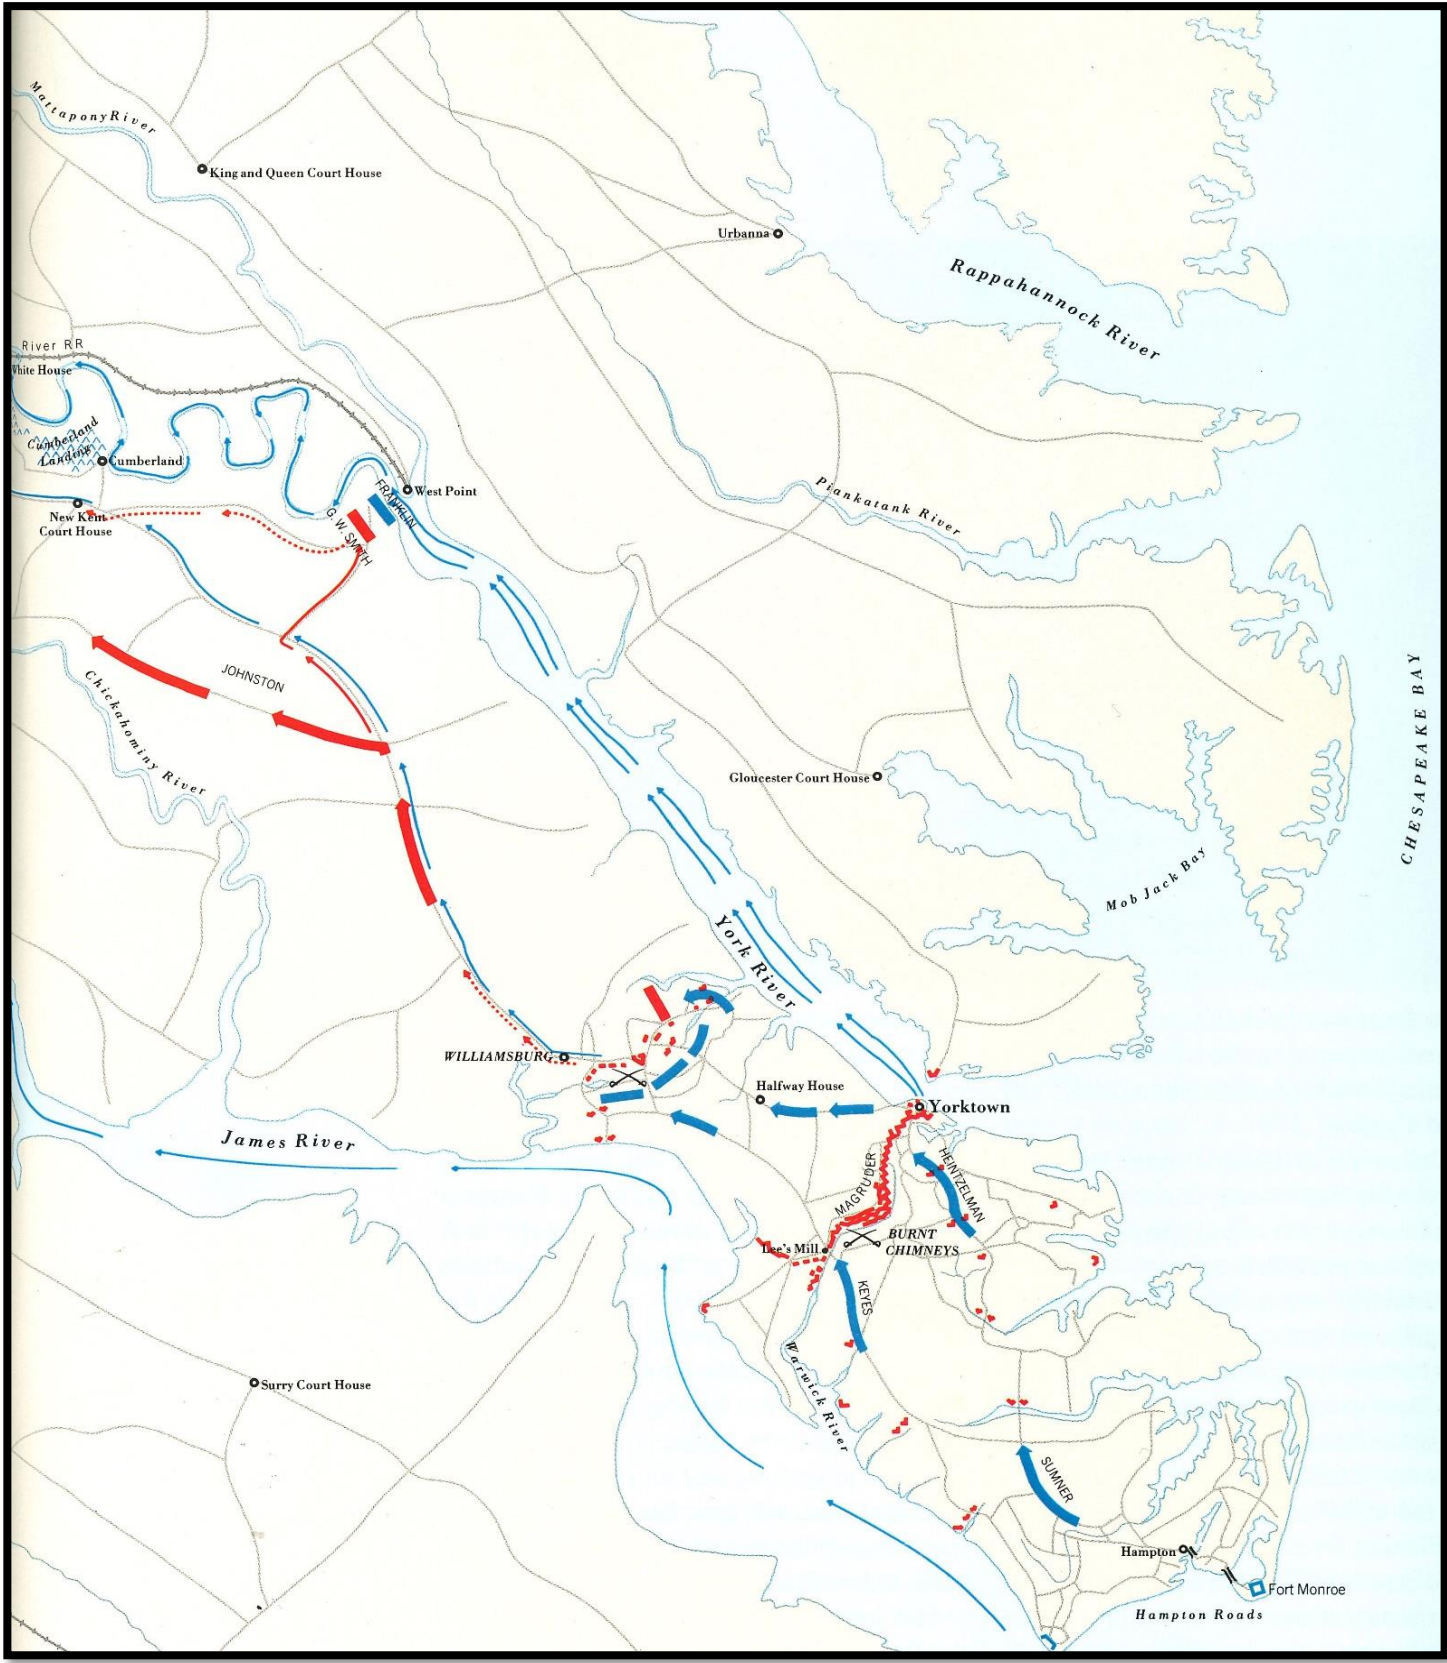 Mattapony River
King and Queen Court House
Urbanna
Rappahannock River
River RR
White House
Cumberland
Landing
Cumberland
West Point
FRANKLIN
G. W. SMITH
New Kent
Court House
Piankatank River
JOHNSTON
Chickahominy River
CHESAPEAKE BAY
Gloucester Court House
Mob Jack Bay
York River
WILLIAMSBURG
Halfway House
Yorktown
James River
MAGRUDER
HEINTZELMAN
BURNT
CHIMNEYS
Lee's Mill
KEYES
Warwick River
Surry Court House
SUMNER
Hampton
Fort Monroe
Hampton Roads